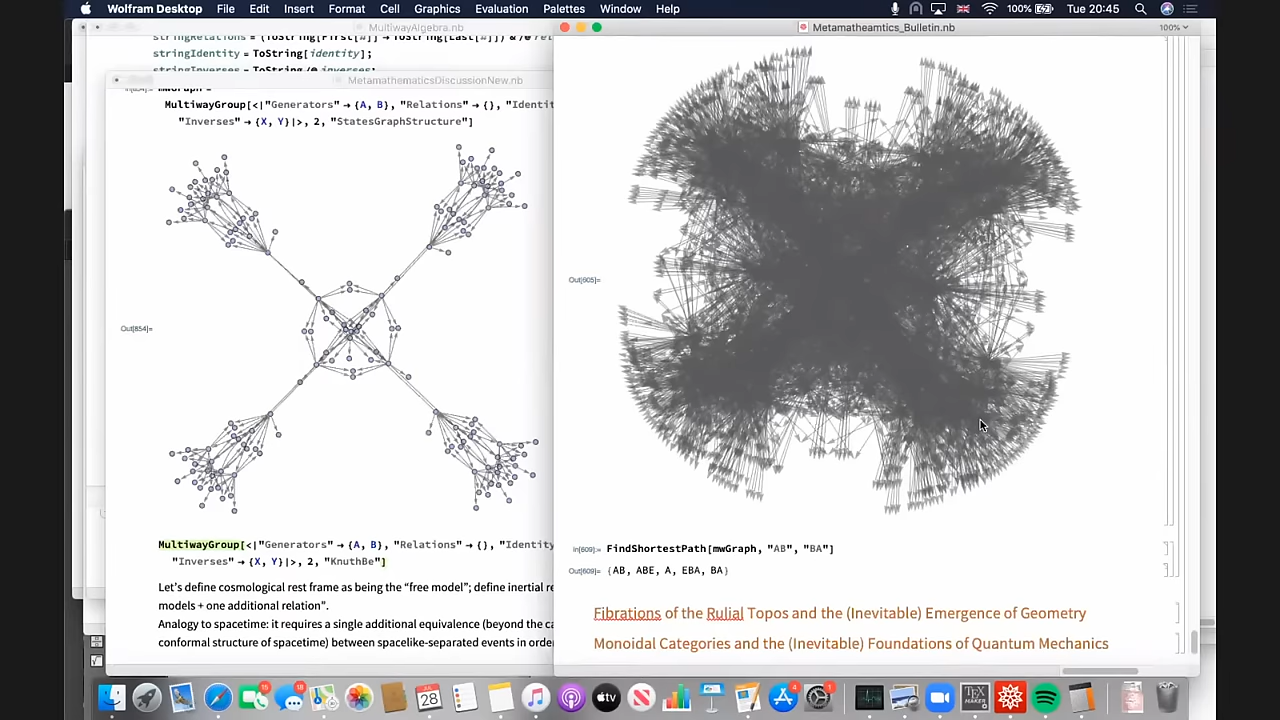 Wolfram Desktop File Edit Insert Format Cell Graphics Evaluation Palettes Window Help 100% Tue 20:45
MultiwayAlgebra.nb
stringIdentity = ToString[identity];
MetamathematicsDiscussionNew.nb
MultiwayGroup[<|"Generators" → {A, B}, "Relations" → {}, "Identi
"Inverses" → {X, Y}|>, 2, "StatesGraphStructure"]
Out[854]=
MultiwayGroup[<|"Generators" → {A, B}, "Relations" → {}, "Identity
"Inverses" → {X, Y}|>, 2, "KnuthBe"]
Let's define cosmological rest frame as being the "free model"; define inertial re
models + one additional relation".
Analogy to spacetime: it requires a single additional equivalence (beyond the ca
conformal structure of spacetime) between spacelike-separated events in orde
Metamatheamtics_Bulletin.nb
100%
Out[605]=
In[609]:= FindShortestPath[mwGraph, "AB", "BA"]
Out[609]= {AB, ABE, A, EBA, BA}
Fibrations of the Rulial Topos and the (Inevitable) Emergence of Geometry
Monoidal Categories and the (Inevitable) Foundations of Quantum Mechanics